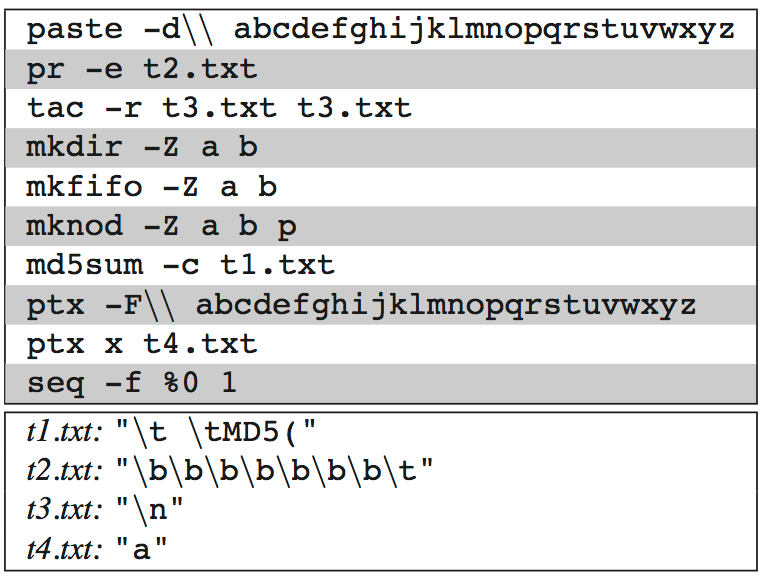 paste -d\\ abcdefghijklmnopqrstuvwxyz
pr -e t2.txt
tac -r t3.txt t3.txt
mkdir -Z a b
mkfifo -Z a b
mknod -Z a b p
md5sum -c t1.txt
ptx -F\\ abcdefghijklmnopqrstuvwxyz
ptx x t4.txt
seq -f %0 1
t1.txt: "\t \tMD5("
t2.txt: "\b\b\b\b\b\b\b\t"
t3.txt: "\n"
t4.txt: "a"